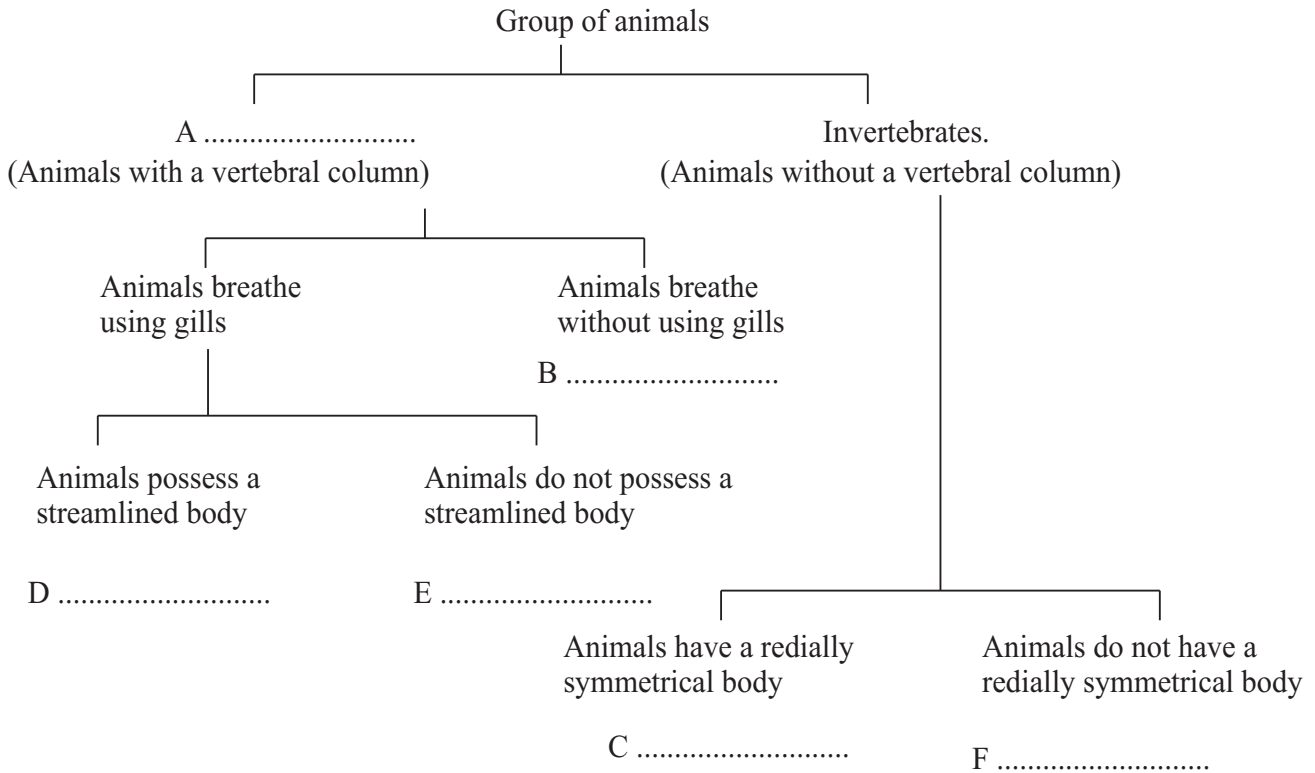 Group of animals
A ............................
Invertebrates.
(Animals with a vertebral column)
(Animals without a vertebral column)
Animals breathe
using gills
Animals breathe
without using gills
B ............................
Animals possess a
streamlined body
Animals do not possess a
streamlined body
D ............................
E ............................
Animals have a redially
symmetrical body
Animals do not have a
redially symmetrical body
C ............................
F ............................